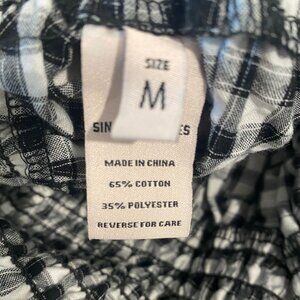 SIZE
M
MADE IN CHINA
65% COTTON
35% POLYESTER
REVERSE FOR CARE